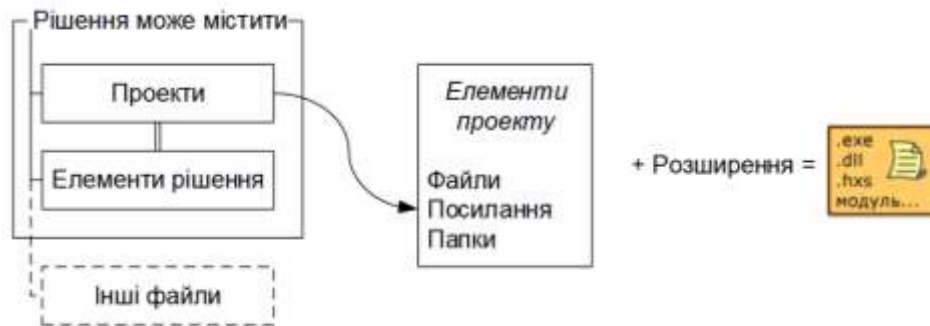 Рішення може містити
Проекти
Елементи рішення
Інші файли
Елементи
проекту
Файли
Посилання
Папки
+ Розширення =
.exe
.dll
.hxs
модуль...